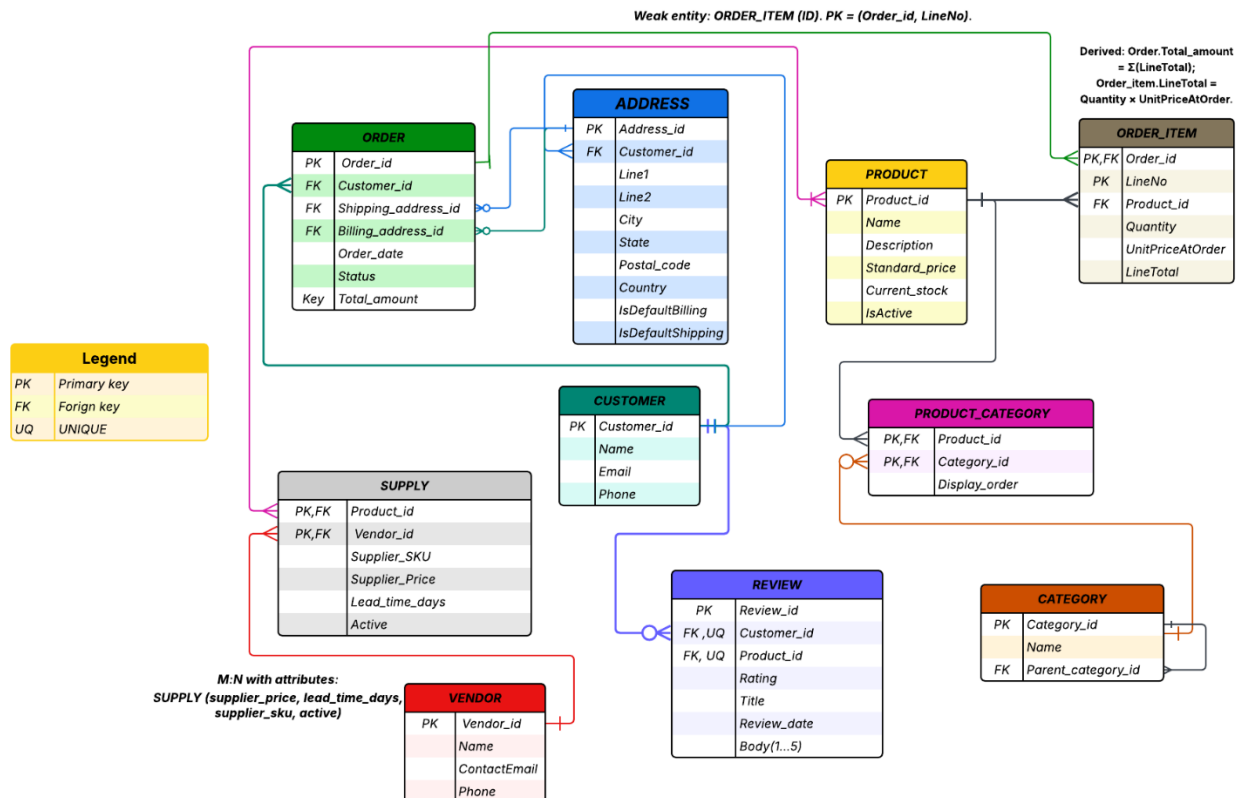 Weak entity: ORDER_ITEM (ID). PK = (Order_id, LineNo).
Derived: Order.Total_amount
= Σ(LineTotal);
Order_item.LineTotal =
Quantity × UnitPriceAtOrder.
ORDER
PK Order_id
FK Customer_id
FK Shipping_address_id
FK Billing_address_id
Order_date
Status
Key Total_amount
ADDRESS
PK Address_id
FK Customer_id
Line1
Line2
City
State
Postal_code
Country
IsDefaultBilling
IsDefaultShipping
PRODUCT
PK Product_id
Name
Description
Standard_price
Current_stock
IsActive
ORDER_ITEM
PK,FK Order_id
PK LineNo
FK Product_id
Quantity
UnitPriceAtOrder
LineTotal
Legend
PK Primary key
FK Forign key
UQ UNIQUE
CUSTOMER
PK Customer_id
Name
Email
Phone
PRODUCT_CATEGORY
PK,FK Product_id
PK,FK Category_id
Display_order
SUPPLY
PK,FK Product_id
PK,FK Vendor_id
Supplier_SKU
Supplier_Price
Lead_time_days
Active
REVIEW
PK Review_id
FK ,UQ Customer_id
FK, UQ Product_id
Rating
Title
Review_date
Body(1...5)
CATEGORY
PK Category_id
Name
FK Parent_category_id
M:N with attributes:
SUPPLY (supplier_price, lead_time_days,
supplier_sku, active)
VENDOR
PK Vendor_id
Name
ContactEmail
Phone